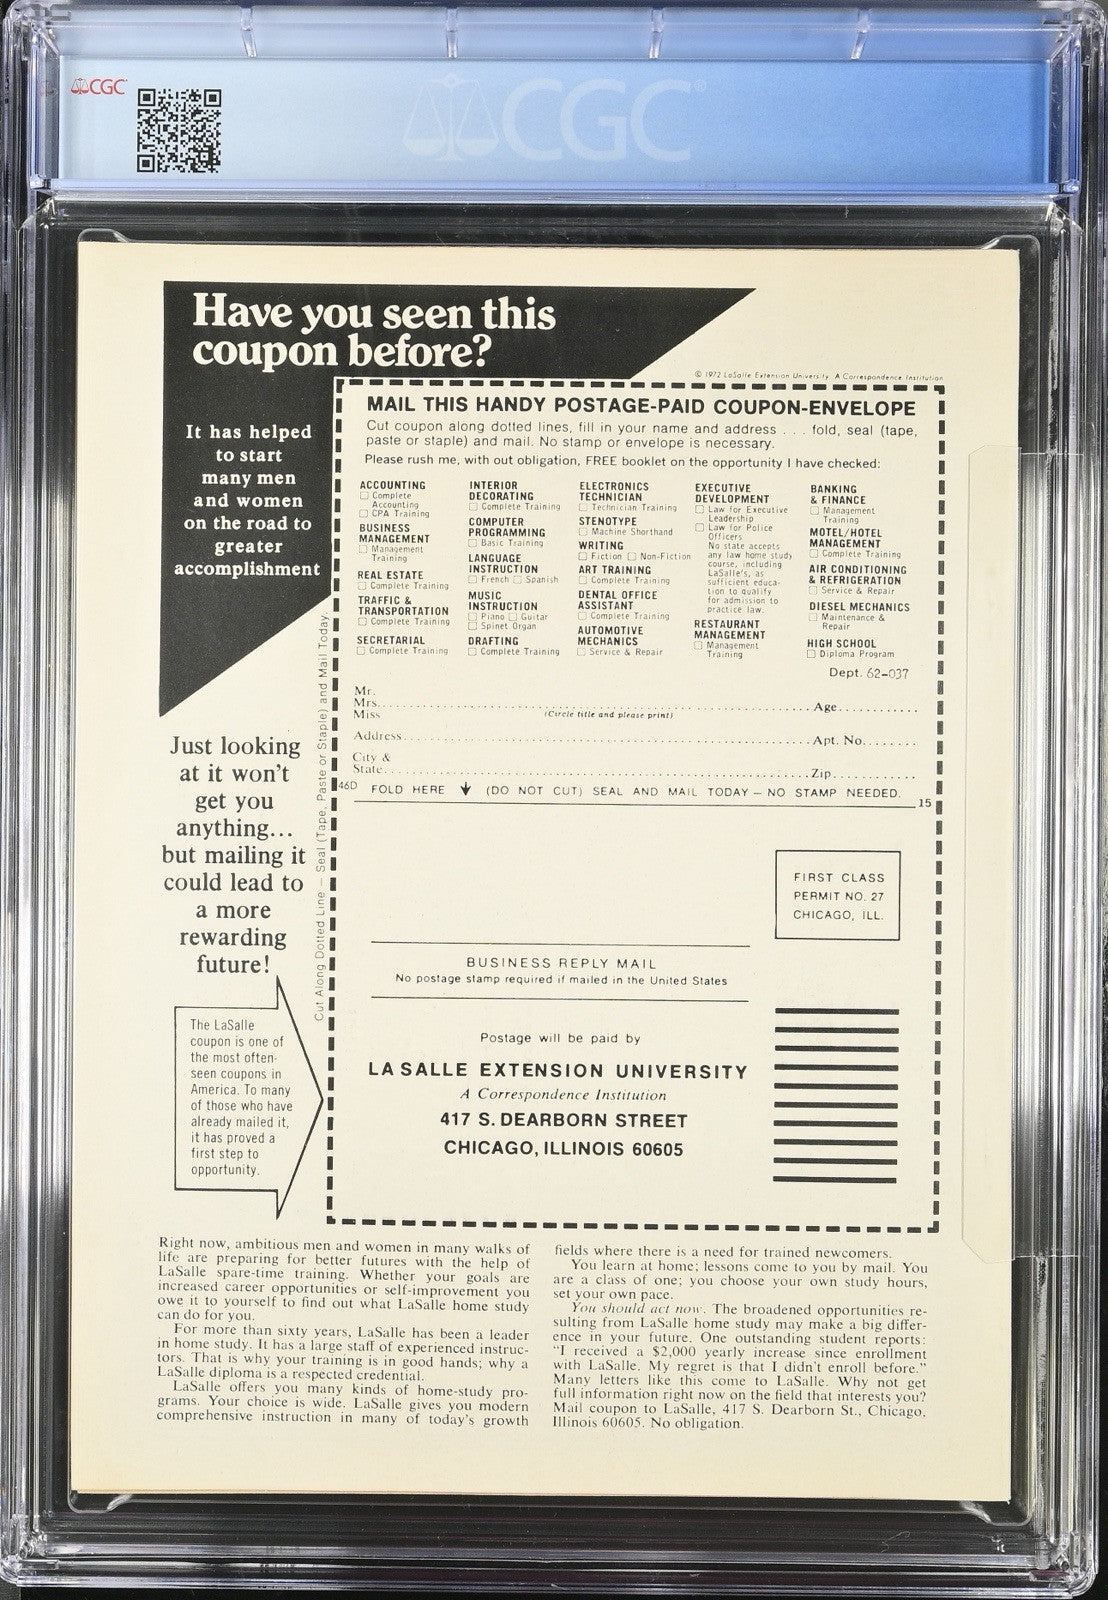 CGC
CGC
Have you seen this
coupon before?
© 1972 LaSalle Extension University A Correspondence Institution
It has helped
to start
many men
and women
on the road to
greater
accomplishment
MAIL THIS HANDY POSTAGE-PAID COUPON-ENVELOPE
Cut coupon along dotted lines, fill in your name and address . . . fold, seal (tape,
paste or staple) and mail. No stamp or envelope is necessary.
Please rush me, with out obligation, FREE booklet on the opportunity I have checked:
ACCOUNTING
☐ Complete
Accounting
☐ CPA Training
BUSINESS
MANAGEMENT
☐ Management
Training
REAL ESTATE
☐ Complete Training
TRAFFIC &
TRANSPORTATION
☐ Complete Training
SECRETARIAL
☐ Complete Training
INTERIOR
DECORATING
☐ Complete Training
COMPUTER
PROGRAMMING
☐ Basic Training
LANGUAGE
INSTRUCTION
☐ French ☐ Spanish
MUSIC
INSTRUCTION
☐ Piano ☐ Guitar
☐ Spinet Organ
DRAFTING
☐ Complete Training
ELECTRONICS
TECHNICIAN
☐ Technician Training
STENOTYPE
☐ Machine Shorthand
WRITING
☐ Fiction ☐ Non-Fiction
ART TRAINING
☐ Complete Training
DENTAL OFFICE
ASSISTANT
☐ Complete Training
AUTOMOTIVE
MECHANICS
☐ Service & Repair
EXECUTIVE
DEVELOPMENT
☐ Law for Executive
Leadership
☐ Law for Police
Officers
No state accepts
any law home study
course, including
LaSalle's, as
sufficient educa-
tion to qualify
for admission to
practice law.
RESTAURANT
MANAGEMENT
☐ Management
Training
BANKING
& FINANCE
☐ Management
Training
MOTEL/HOTEL
MANAGEMENT
☐ Complete Training
AIR CONDITIONING
& REFRIGERATION
☐ Service & Repair
DIESEL MECHANICS
☐ Maintenance &
Repair
HIGH SCHOOL
☐ Diploma Program
Dept. 62-037
Mr.
Mrs. Age
Miss (Circle title and please print)
Address Apt. No.
City &
State Zip
46D FOLD HERE (DO NOT CUT) SEAL AND MAIL TODAY – NO STAMP NEEDED.
15
Cut Along Dotted Line — Seal (Tape, Paste or Staple) and Mail Today
Just looking
at it won't
get you
anything...
but mailing it
could lead to
a more
rewarding
future!
FIRST CLASS
PERMIT NO. 27
CHICAGO, ILL.
BUSINESS REPLY MAIL
No postage stamp required if mailed in the United States
Postage will be paid by
LA SALLE EXTENSION UNIVERSITY
A Correspondence Institution
417 S. DEARBORN STREET
CHICAGO, ILLINOIS 60605
The LaSalle
coupon is one of
the most often-
seen coupons in
America. To many
of those who have
already mailed it,
it has proved a
first step to
opportunity.
Right now, ambitious men and women in many walks of
life are preparing for better futures with the help of
LaSalle spare-time training. Whether your goals are
increased career opportunities or self-improvement you
owe it to yourself to find out what LaSalle home study
can do for you.
For more than sixty years, LaSalle has been a leader
in home study. It has a large staff of experienced instruc-
tors. That is why your training is in good hands; why a
LaSalle diploma is a respected credential.
LaSalle offers you many kinds of home-study pro-
grams. Your choice is wide. LaSalle gives you modern
comprehensive instruction in many of today's growth
fields where there is a need for trained newcomers.
You learn at home; lessons come to you by mail. You
are a class of one; you choose your own study hours,
set your own pace.
You should act now. The broadened opportunities re-
sulting from LaSalle home study may make a big differ-
ence in your future. One outstanding student reports:
"I received a $2,000 yearly increase since enrollment
with LaSalle. My regret is that I didn't enroll before."
Many letters like this come to LaSalle. Why not get
full information right now on the field that interests you?
Mail coupon to LaSalle, 417 S. Dearborn St., Chicago,
Illinois 60605. No obligation.